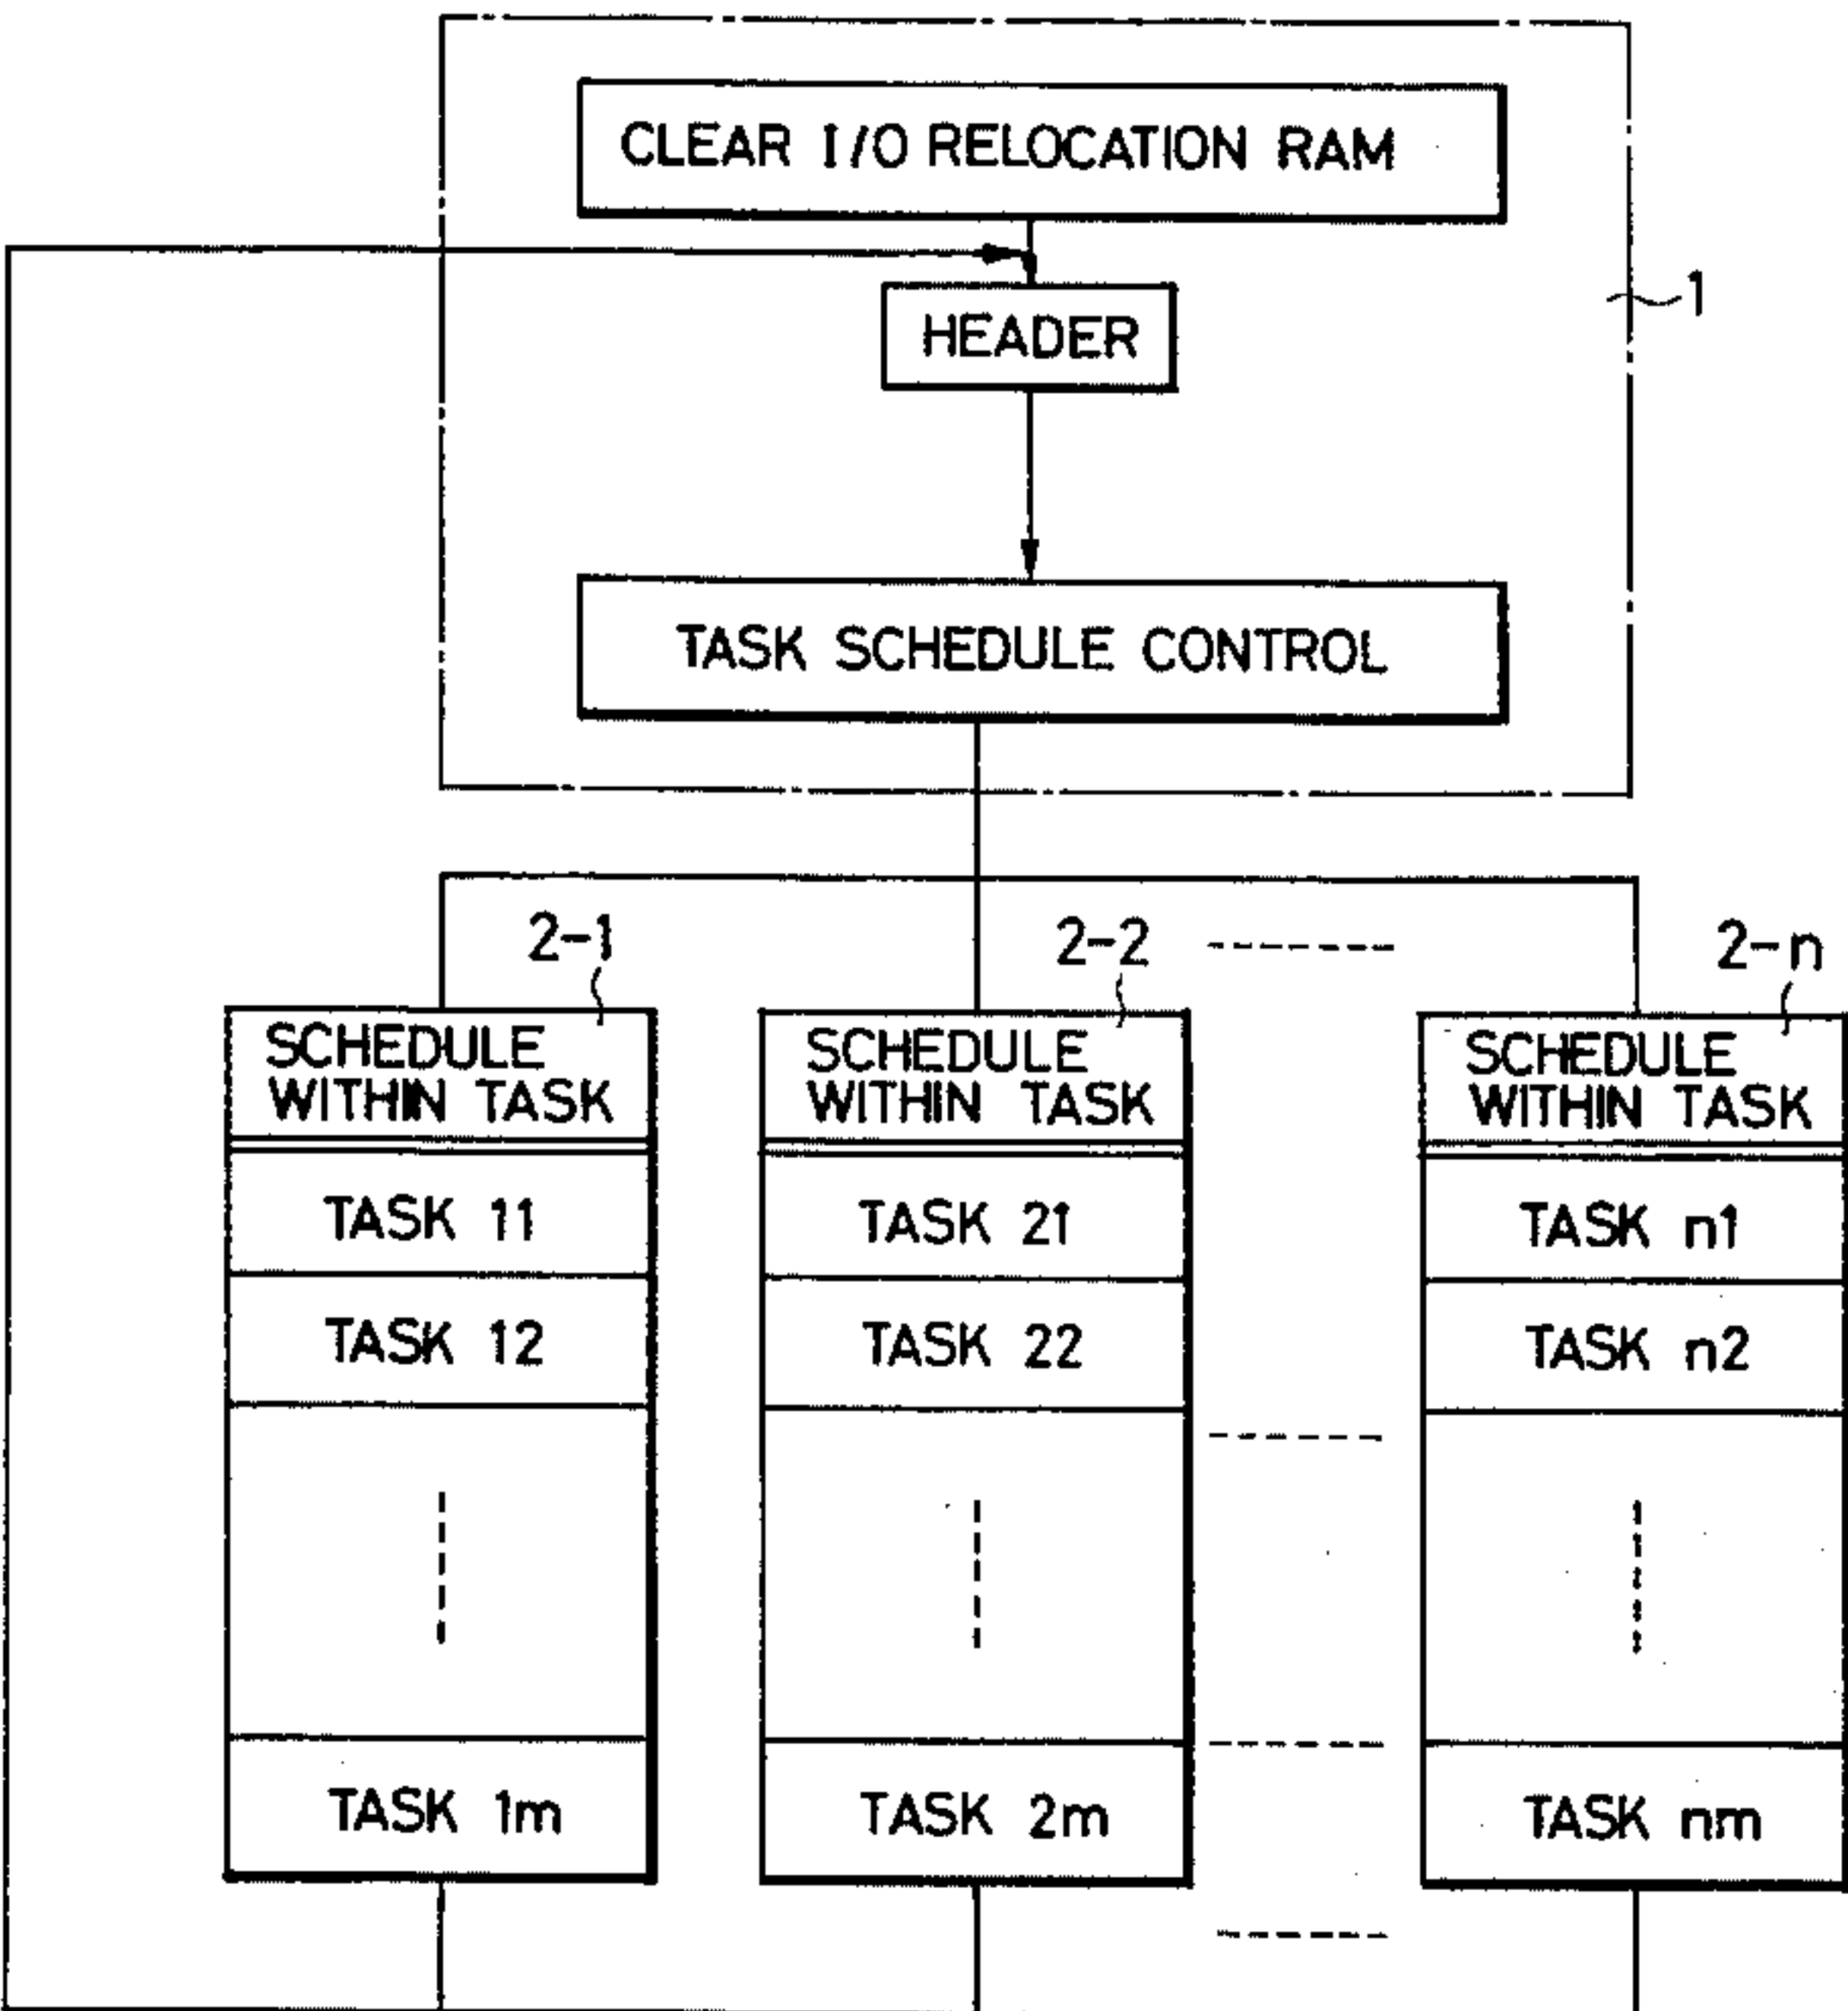 CLEAR I/O RELOCATION RAM
HEADER
1
TASK SCHEDULE CONTROL
2-1
2-2
2-n
SCHEDULE
WITHIN TASK
TASK 11
TASK 12
TASK 1m
SCHEDULE
WITHIN TASK
TASK 21
TASK 22
TASK 2m
SCHEDULE
WITHIN TASK
TASK n1
TASK n2
TASK nm